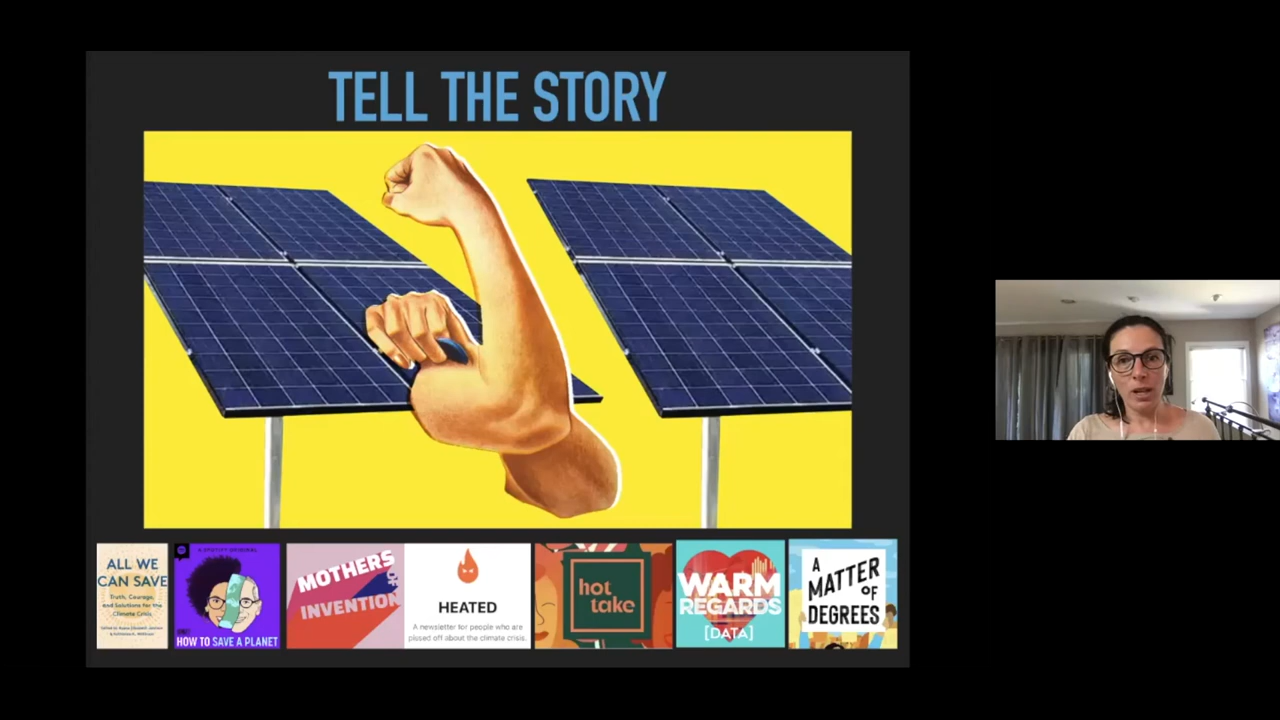 TELL THE STORY
ALL WE
CAN SAVE
Truth, Courage,
and Solutions for the
Climate Crisis
A SPOTIFY ORIGINAL
HOW TO SAVE A PLANET
MOTHERS
OF
INVENTION
HEATED
A newsletter for people who are
pissed off about the climate crisis.
hot
take
WARM
REGARDS
[DATA]
A
MATTER
OF
DEGREES